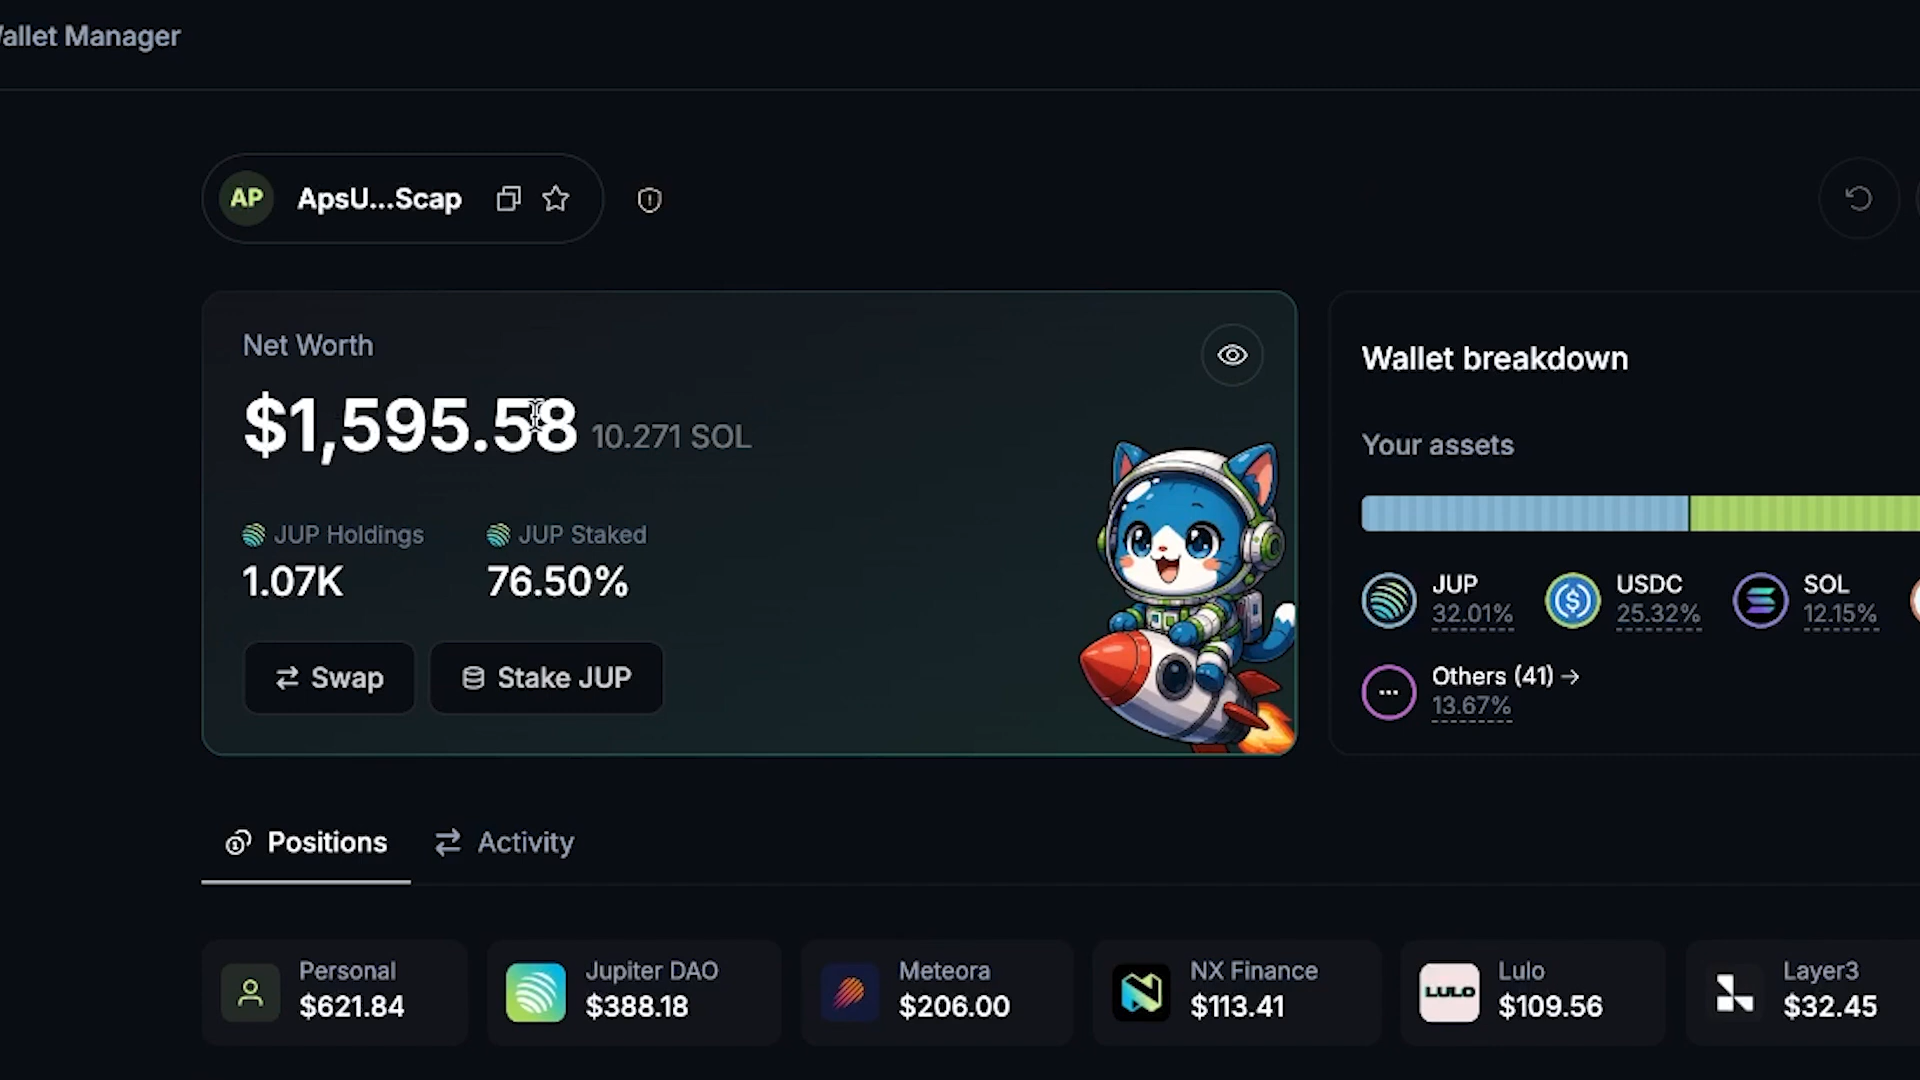 Wallet Manager
AP ApsU...Scap
Net Worth
$1,595.58 10.271 SOL
JUP Holdings JUP Staked
1.07K 76.50%
Swap Stake JUP
Wallet breakdown
Your assets
JUP USDC SOL
32.01% 25.32% 12.15%
Others (41) →
13.67%
Positions Activity
Personal Jupiter DAO Meteora NX Finance Lulo Layer3
$621.84 $388.18 $206.00 $113.41 LULO $109.56 $32.45